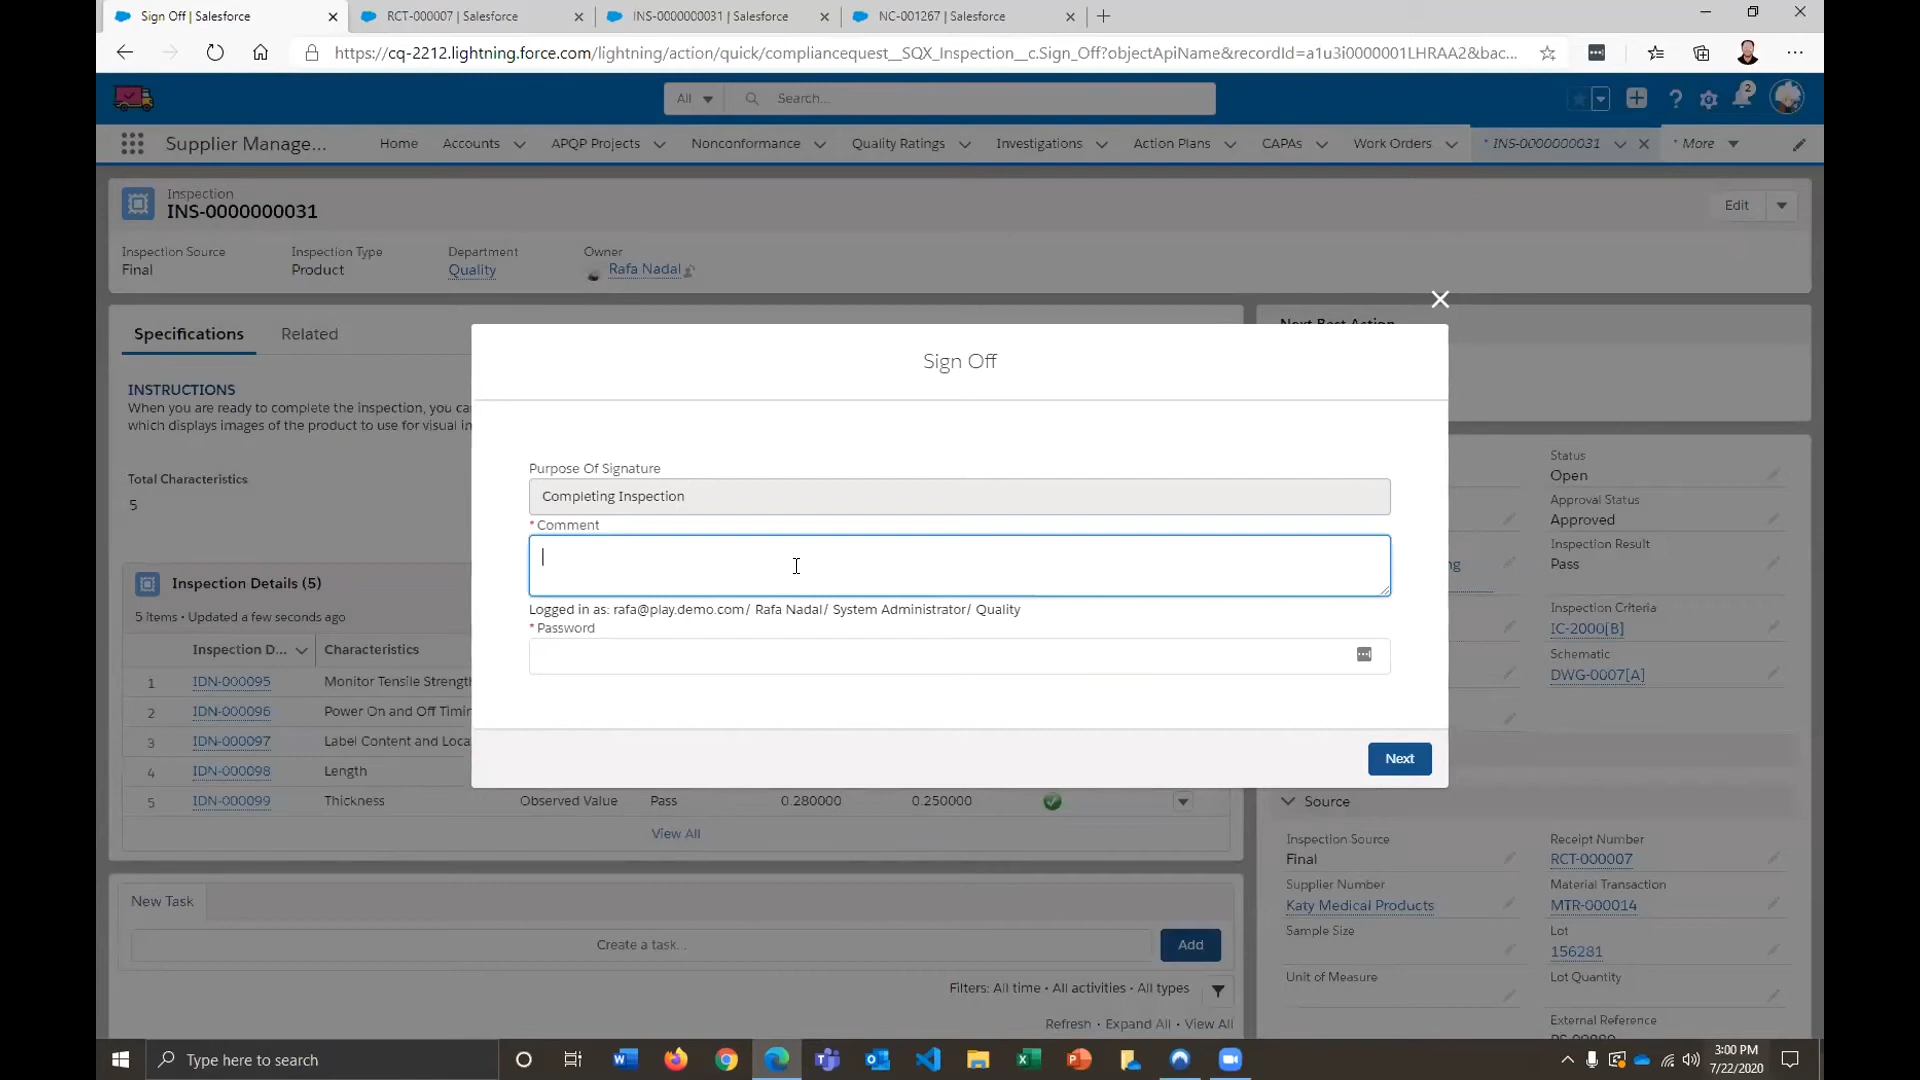 Sign Off | Salesforce
RCT-000007 | Salesforce
INS-0000000031 | Salesforce
NC-001267 | Salesforce
https://cq-2212.lightning.force.com/lightning/action/quick/compliancequest__SQX_Inspection__c.Sign_Off?objectApiName&recordId=a1u3i0000001LHRAA2&bac...
All
Search...
2
Supplier Manage...
Home
Accounts
APQP Projects
Nonconformance
Quality Ratings
Investigations
Action Plans
CAPAs
Work Orders
* INS-0000000031
* More
Inspection
INS-0000000031
Edit
Inspection Source
Final
Inspection Type
Product
Department
Quality
Owner
Rafa Nadal
Specifications
Related
INSTRUCTIONS
When you are ready to complete the inspection, you ca
which displays images of the product to use for visual in
Total Characteristics
5
Inspection Details (5)
5 items • Updated a few seconds ago
Inspection D...
Characteristics
1 IDN-000095 Monitor Tensile Strengt
2 IDN-000096 Power On and Off Timi
3 IDN-000097 Label Content and Loca
4 IDN-000098 Length
5 IDN-000099 Thickness Observed Value Pass 0.280000 0.250000
View All
New Task
Create a task...
Add
Filters: All time • All activities • All types
Refresh • Expand All • View All
Sign Off
Purpose Of Signature
Completing Inspection
* Comment
Logged in as: rafa@play.demo.com/ Rafa Nadal/ System Administrator/ Quality
* Password
Next
Next Best Action
Status
Open
Approval Status
Approved
Inspection Result
Pass
Inspection Criteria
IC-2000[B]
Schematic
DWG-0007[A]
Source
Inspection Source
Final
Receipt Number
RCT-000007
Supplier Number
Katy Medical Products
Material Transaction
MTR-000014
Sample Size
Lot
156281
Unit of Measure
Lot Quantity
External Reference
Type here to search
3:00 PM
7/22/2020